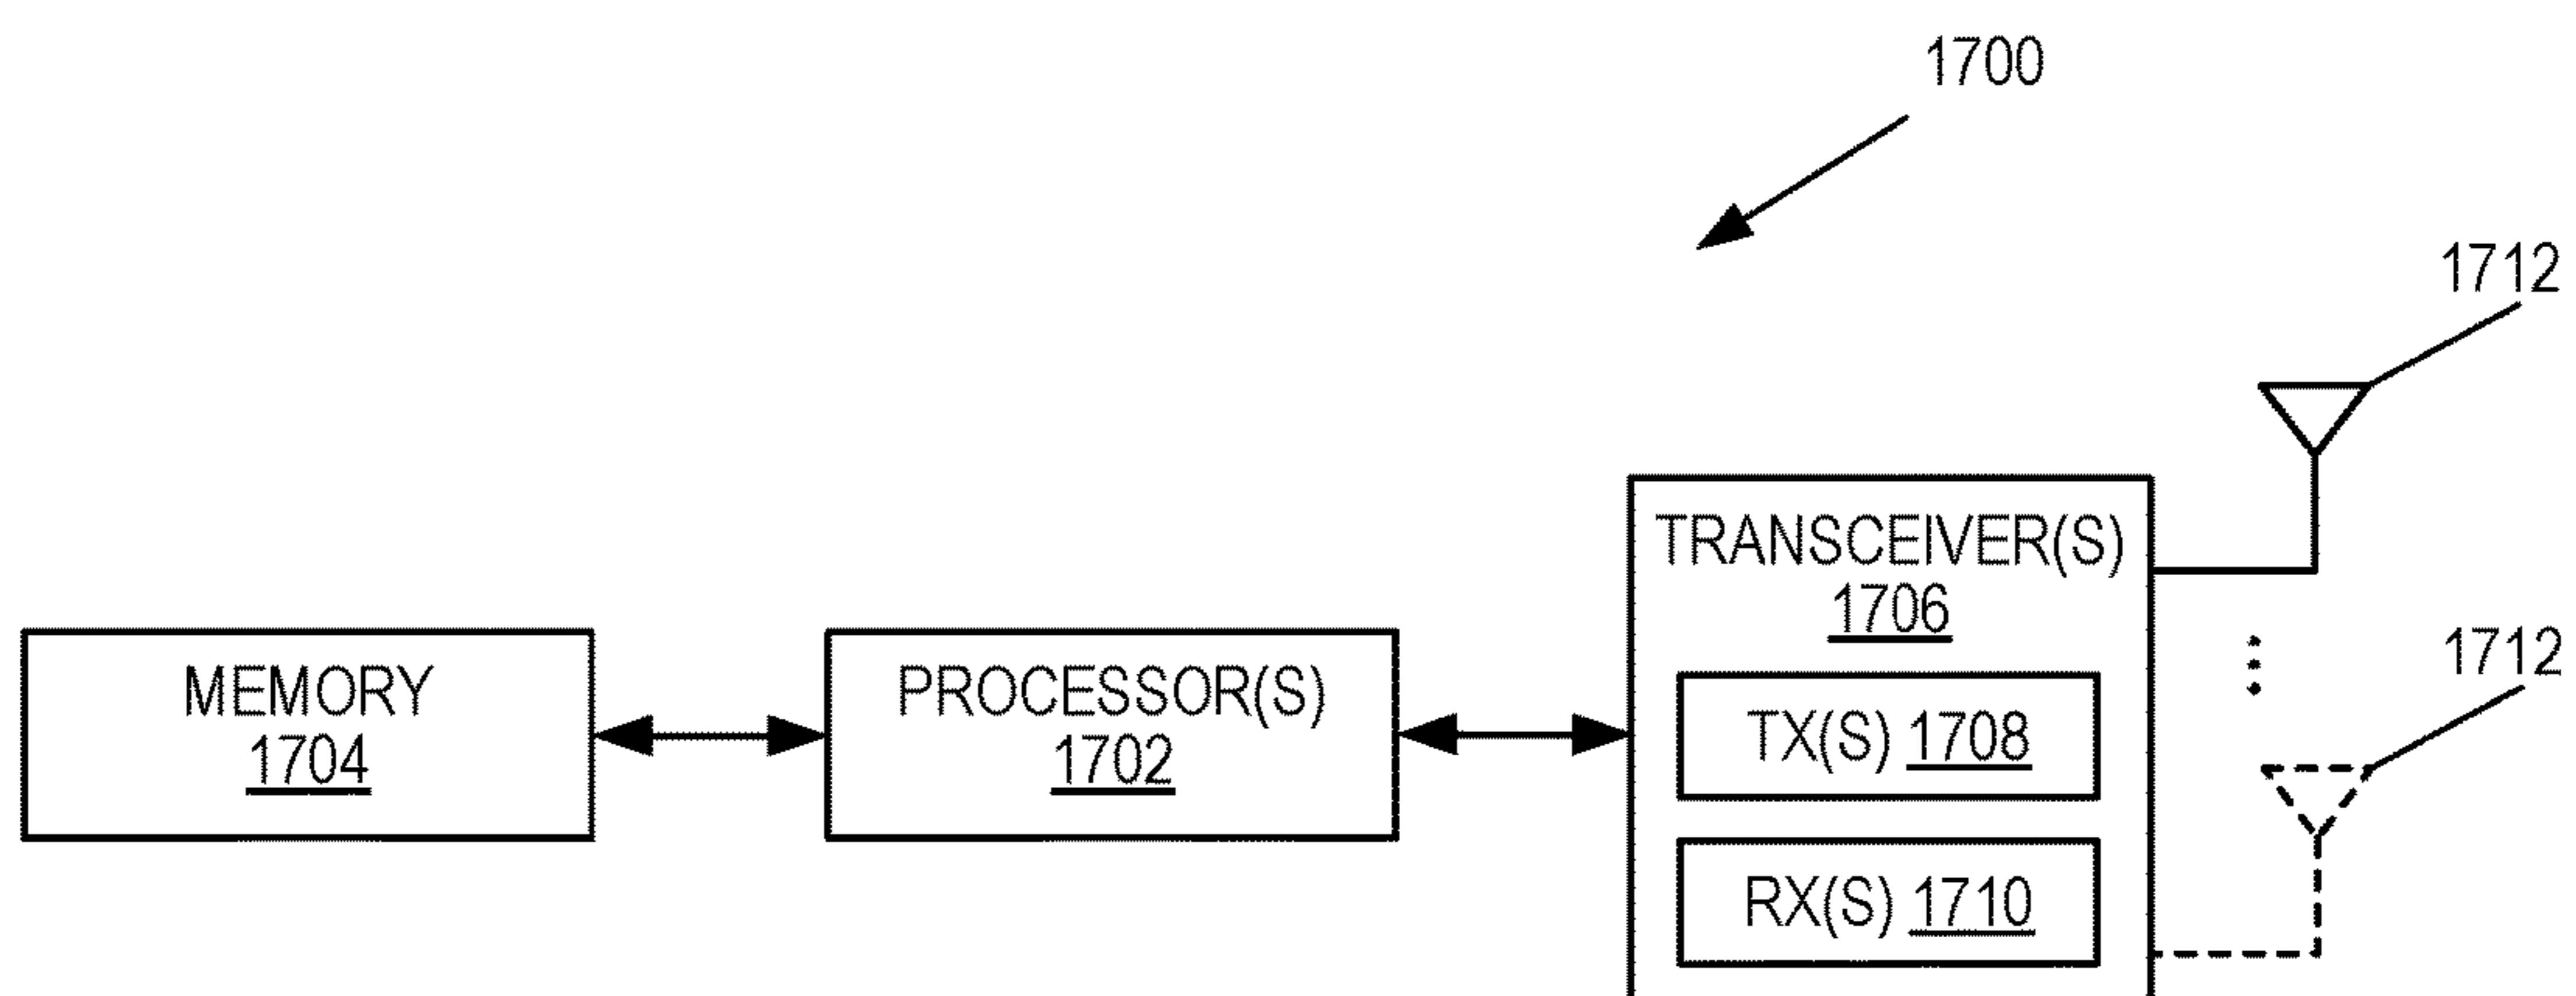 1700
1712
TRANSCEIVER(S)
1706
1712
MEMORY
1704
PROCESSOR(S)
1702
TX(S) 1708
RX(S) 1710